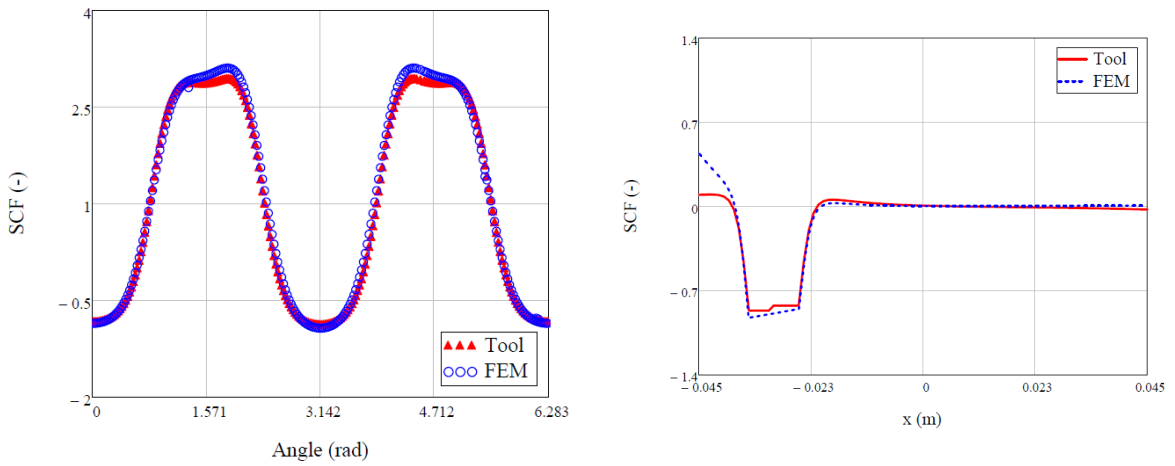 4
2.5
1
− 0.5
− 2
SCF (-)
0
1.571
3.142
4.712
6.283
Angle (rad)
Tool
FEM
1.4
0.7
0
− 0.7
− 1.4
SCF (-)
− 0.045
− 0.023
0
0.023
0.045
x (m)
Tool
FEM